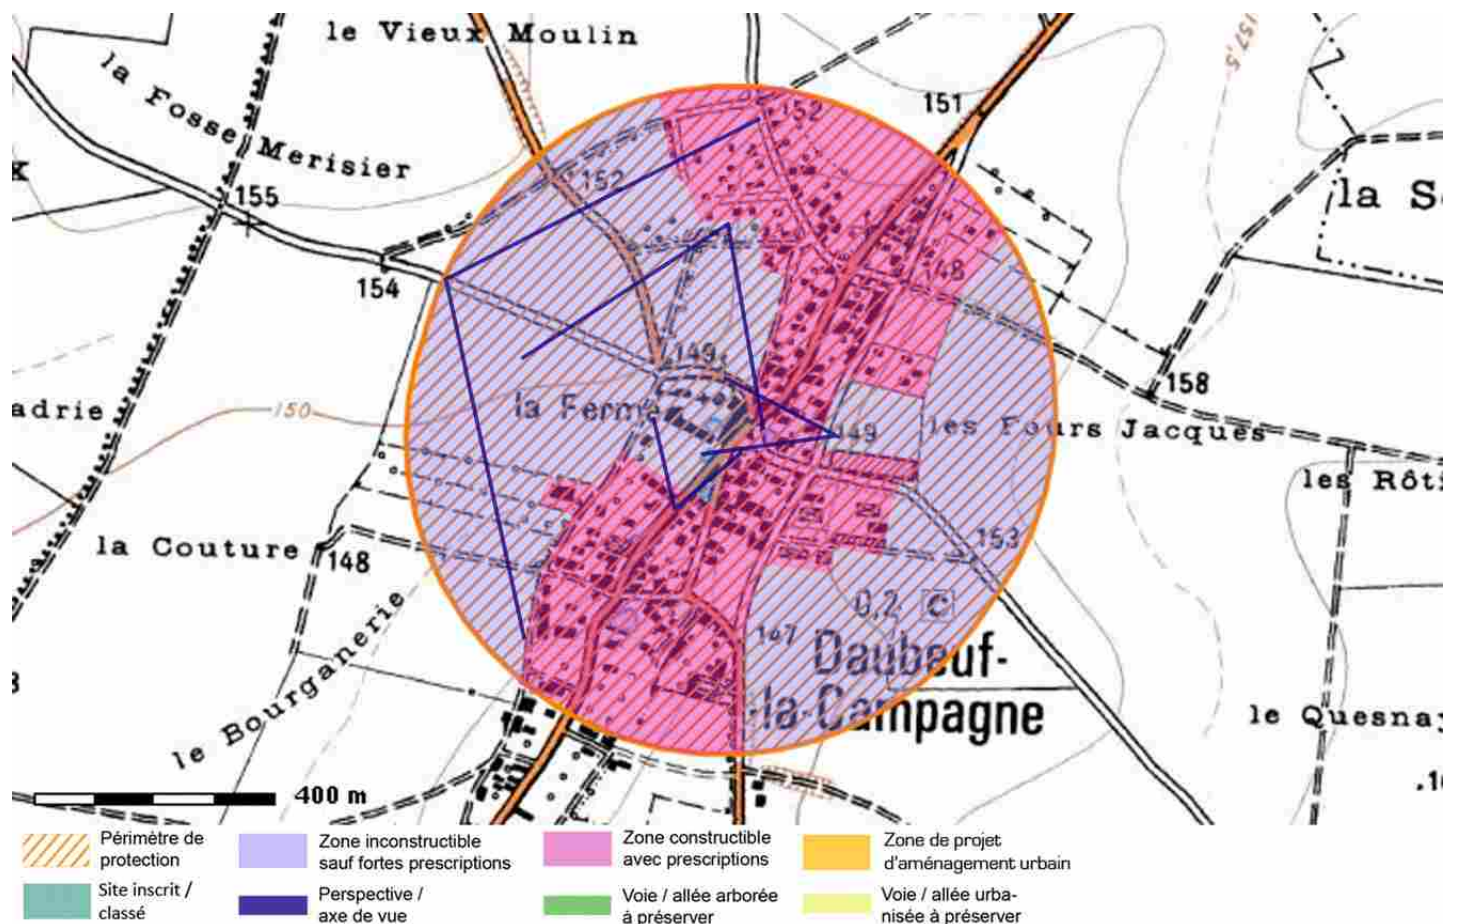 le Vieux Moulin
la Fosse Merisier
151
157,5
152
152
155
154
la S
148
149
158
150
la Ferme
adrie
149
les Fours Jacques
les Rôti
la Couture
148
153
0,2 C
147
Daubeuf-
-la-Campagne
le Bourganerie
le Quesnay
400 m
Périmètre de
protection
Zone inconstructible
sauf fortes prescriptions
Zone constructible
avec prescriptions
Zone de projet
d'aménagement urbain
Site inscrit /
classé
Perspective /
axe de vue
Voie / allée arborée
à préserver
Voie / allée urba-
nisée à préserver